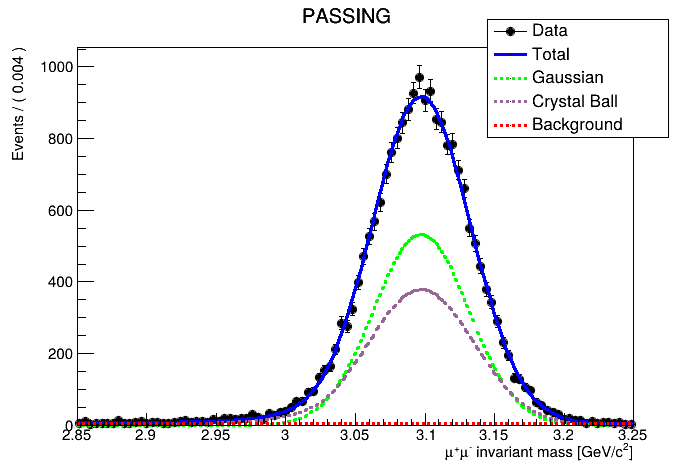 PASSING
Data
Total
Gaussian
Crystal Ball
Background
Events / ( 0.004 )
1000
800
600
400
200
0
2.85 2.9 2.95 3 3.05 3.1 3.15 3.2 3.25
μ⁺μ⁻ invariant mass [GeV/c²]